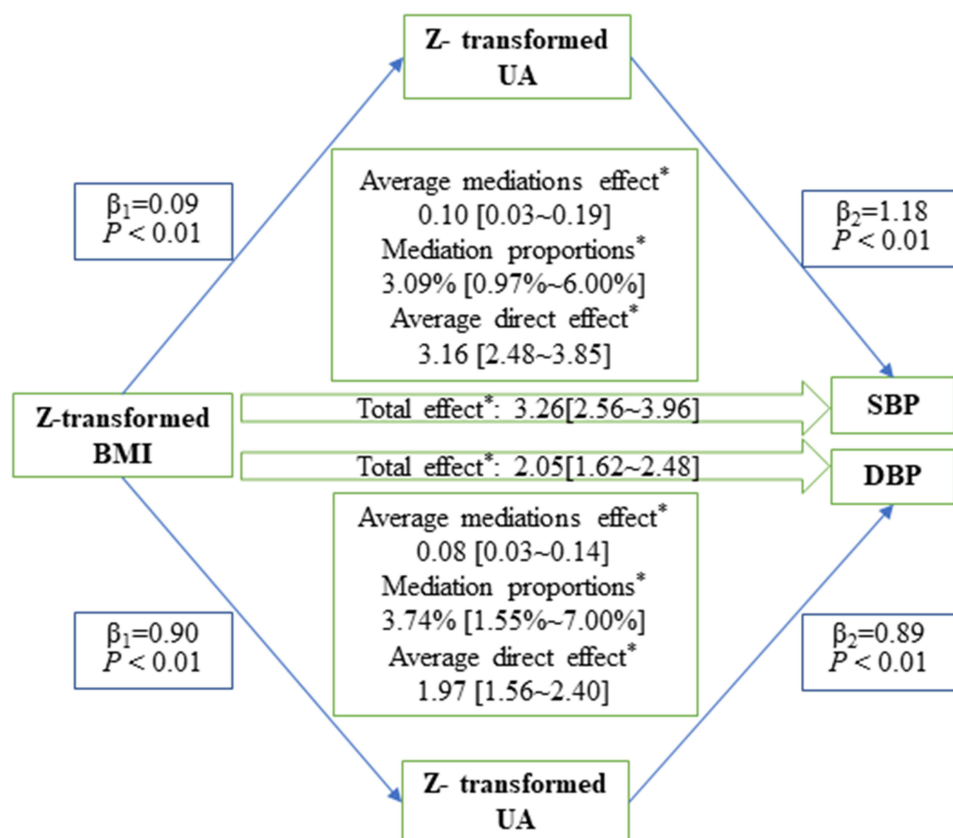 Z- transformed
UA
β₁=0.09
P < 0.01
Average mediations effect*
0.10 [0.03~0.19]
Mediation proportions*
3.09% [0.97%~6.00%]
Average direct effect*
3.16 [2.48~3.85]
β₂=1.18
P < 0.01
Z-transformed
BMI
Total effect*: 3.26[2.56~3.96]
SBP
Total effect*: 2.05[1.62~2.48]
DBP
Average mediations effect*
0.08 [0.03~0.14]
Mediation proportions*
3.74% [1.55%~7.00%]
Average direct effect*
1.97 [1.56~2.40]
β₁=0.90
P < 0.01
β₂=0.89
P < 0.01
Z- transformed
UA